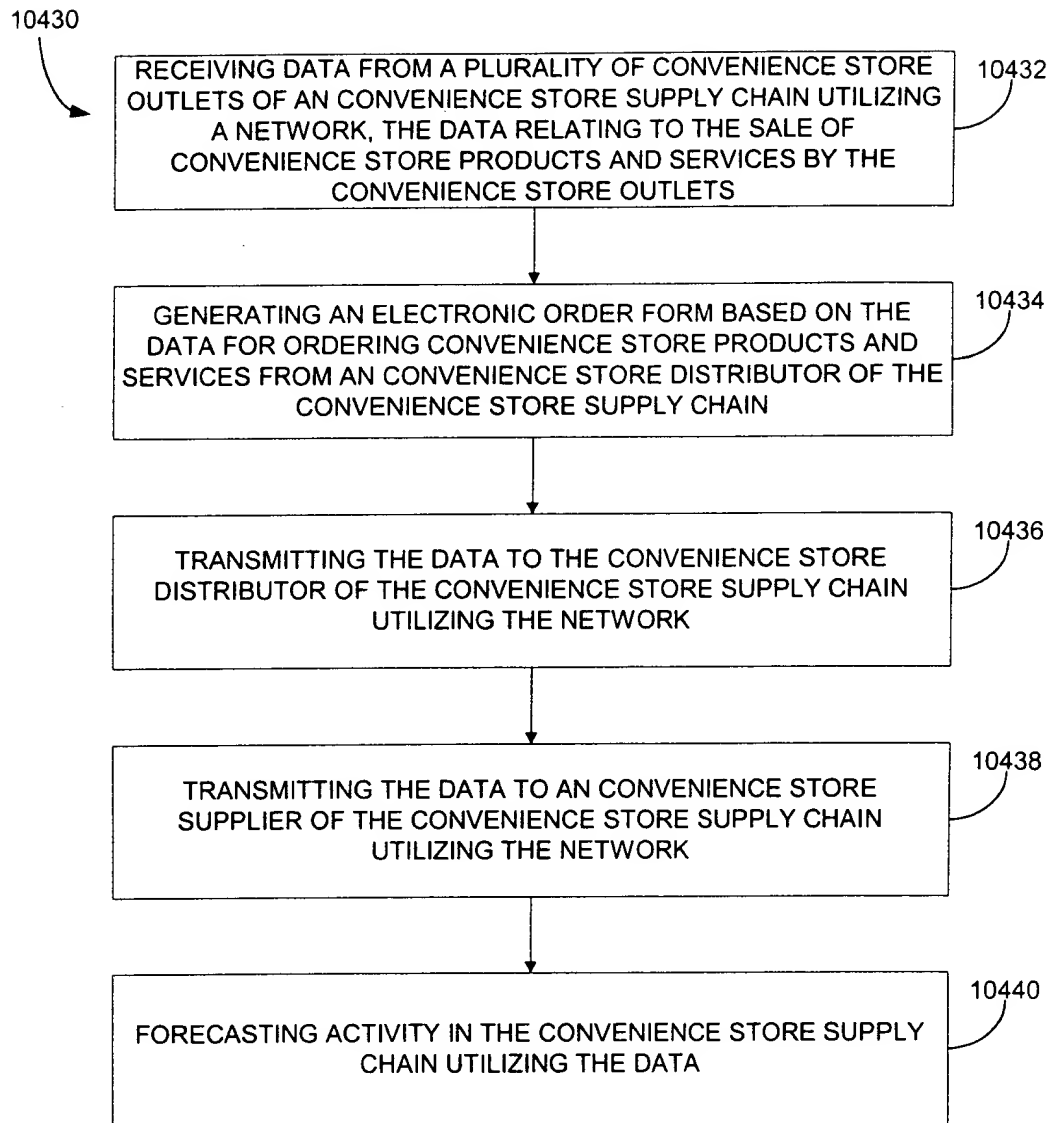 10430
RECEIVING DATA FROM A PLURALITY OF CONVENIENCE STORE
OUTLETS OF AN CONVENIENCE STORE SUPPLY CHAIN UTILIZING
A NETWORK, THE DATA RELATING TO THE SALE OF
CONVENIENCE STORE PRODUCTS AND SERVICES BY THE
CONVENIENCE STORE OUTLETS
10432
GENERATING AN ELECTRONIC ORDER FORM BASED ON THE
DATA FOR ORDERING CONVENIENCE STORE PRODUCTS AND
SERVICES FROM AN CONVENIENCE STORE DISTRIBUTOR OF THE
CONVENIENCE STORE SUPPLY CHAIN
10434
TRANSMITTING THE DATA TO THE CONVENIENCE STORE
DISTRIBUTOR OF THE CONVENIENCE STORE SUPPLY CHAIN
UTILIZING THE NETWORK
10436
TRANSMITTING THE DATA TO AN CONVENIENCE STORE
SUPPLIER OF THE CONVENIENCE STORE SUPPLY CHAIN
UTILIZING THE NETWORK
10438
FORECASTING ACTIVITY IN THE CONVENIENCE STORE SUPPLY
CHAIN UTILIZING THE DATA
10440